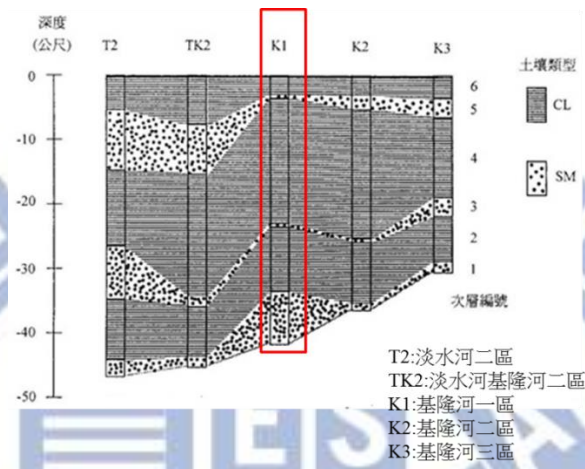 深度
(公尺)
T2 TK2 K1 K2 K3
土壤類型
0
-10
-20
-30
-40
-50
6
5
4
3
2
1
次層編號
CL
SM
T2:淡水河二區
TK2:淡水河基隆河二區
K1:基隆河一區
K2:基隆河二區
K3:基隆河三區